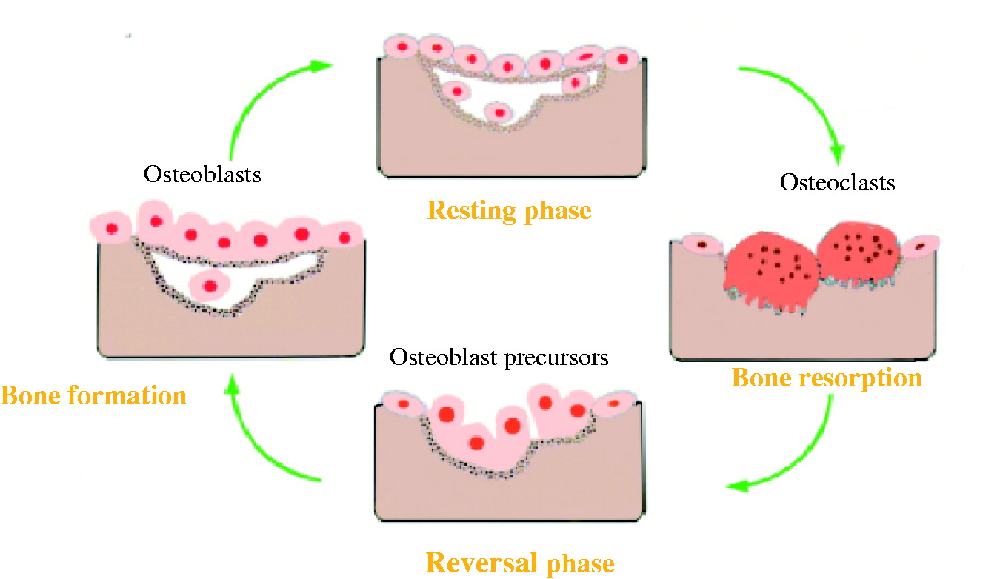 Osteoblasts
Osteoclasts
Resting phase
Osteoblast precursors
Bone resorption
Bone formation
Reversal phase